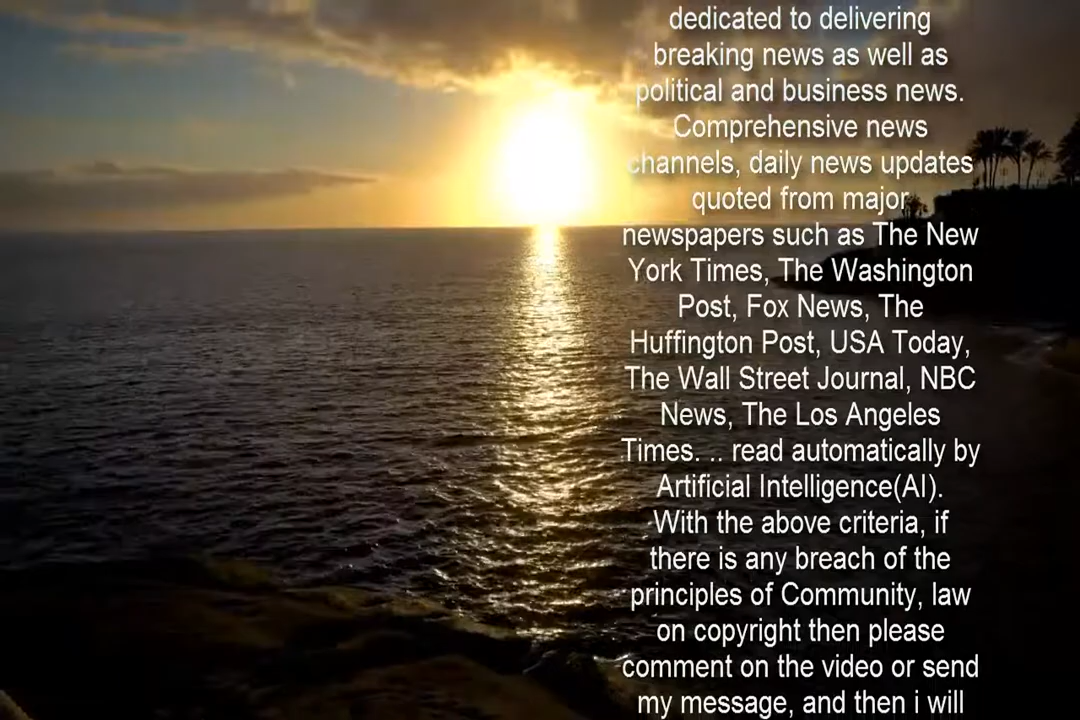 dedicated to delivering
breaking news as well as
political and business news.
Comprehensive news
channels, daily news updates
quoted from major
newspapers such as The New
York Times, The Washington
Post, Fox News, The
Huffington Post, USA Today,
The Wall Street Journal, NBC
News, The Los Angeles
Times. .. read automatically by
Artificial Intelligence(AI).
With the above criteria, if
there is any breach of the
principles of Community, law
on copyright then please
comment on the video or send
my message, and then i will